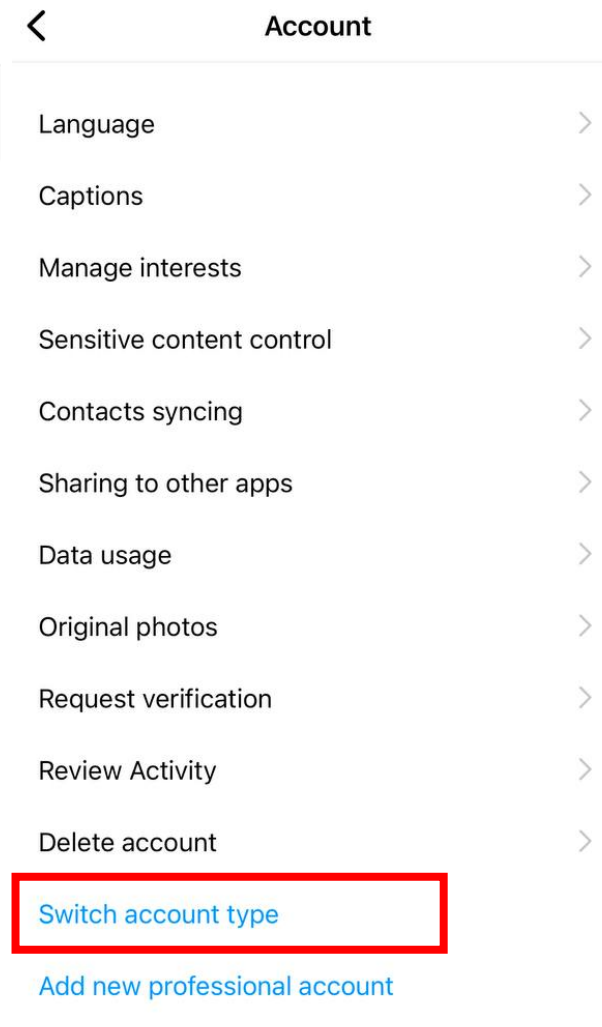 Account
Language
Captions
Manage interests
Sensitive content control
Contacts syncing
Sharing to other apps
Data usage
Original photos
Request verification
Review Activity
Delete account
Switch account type
Add new professional account